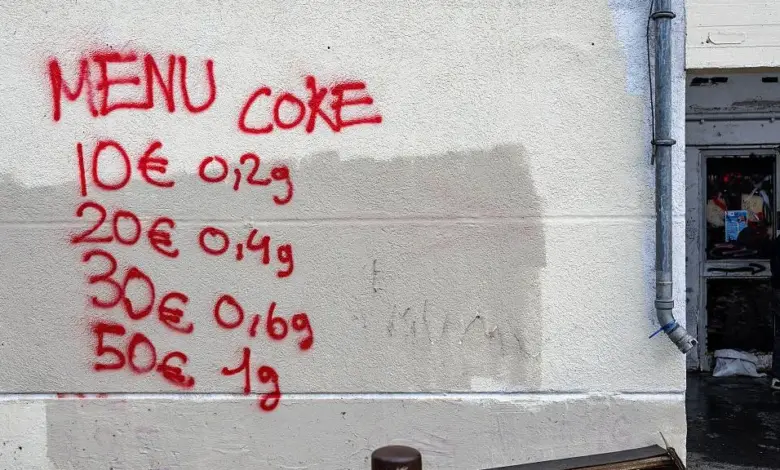 MENU COKE
10€ 0,2g
20€ 0,4g
30€ 0,6g
50€ 1g